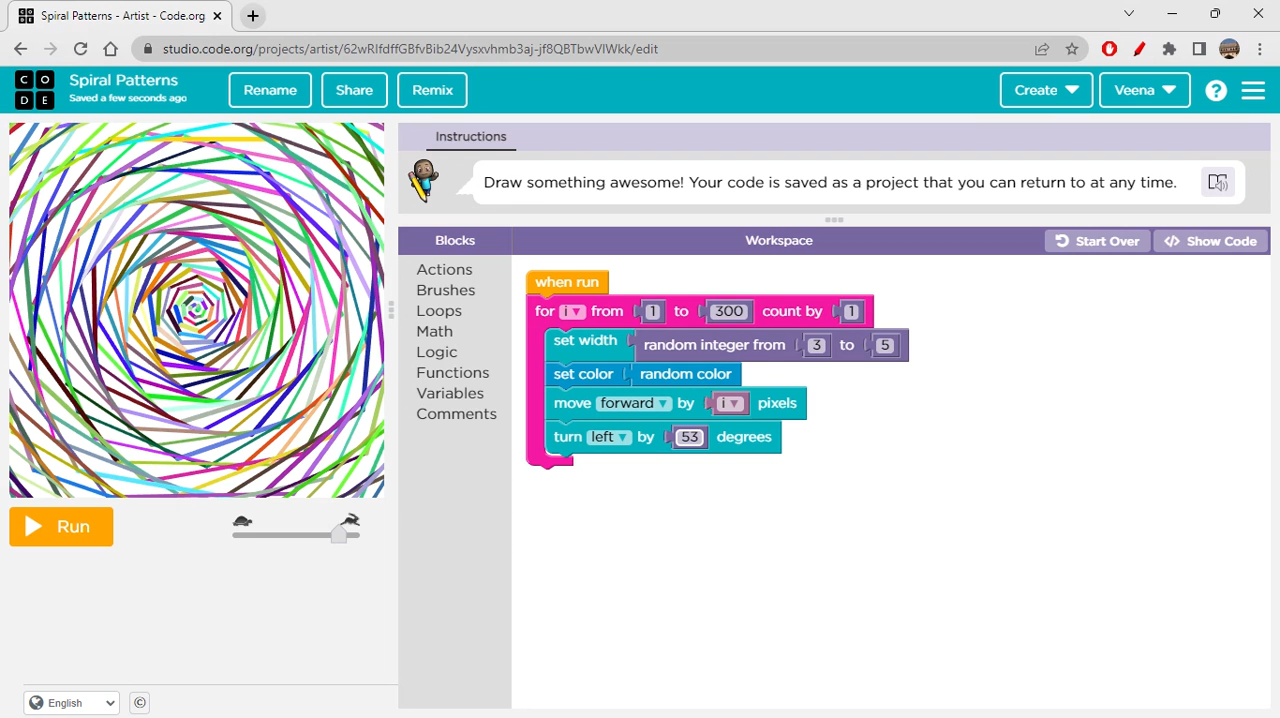 Spiral Patterns - Artist - Code.org
studio.code.org/projects/artist/62wRIfdffGBfvBib24Vysxvhmb3aj-jf8QBTbwVIWkk/edit
C O
D E
Spiral Patterns
Saved a few seconds ago
Rename
Share
Remix
Create
Veena
?
Instructions
Draw something awesome! Your code is saved as a project that you can return to at any time.
Blocks
Workspace
Start Over
</> Show Code
Actions
Brushes
Loops
Math
Logic
Functions
Variables
Comments
when run
for i from 1 to 300 count by 1
set width random integer from 3 to 5
set color random color
move forward by i pixels
turn left by 53 degrees
Run
English
©